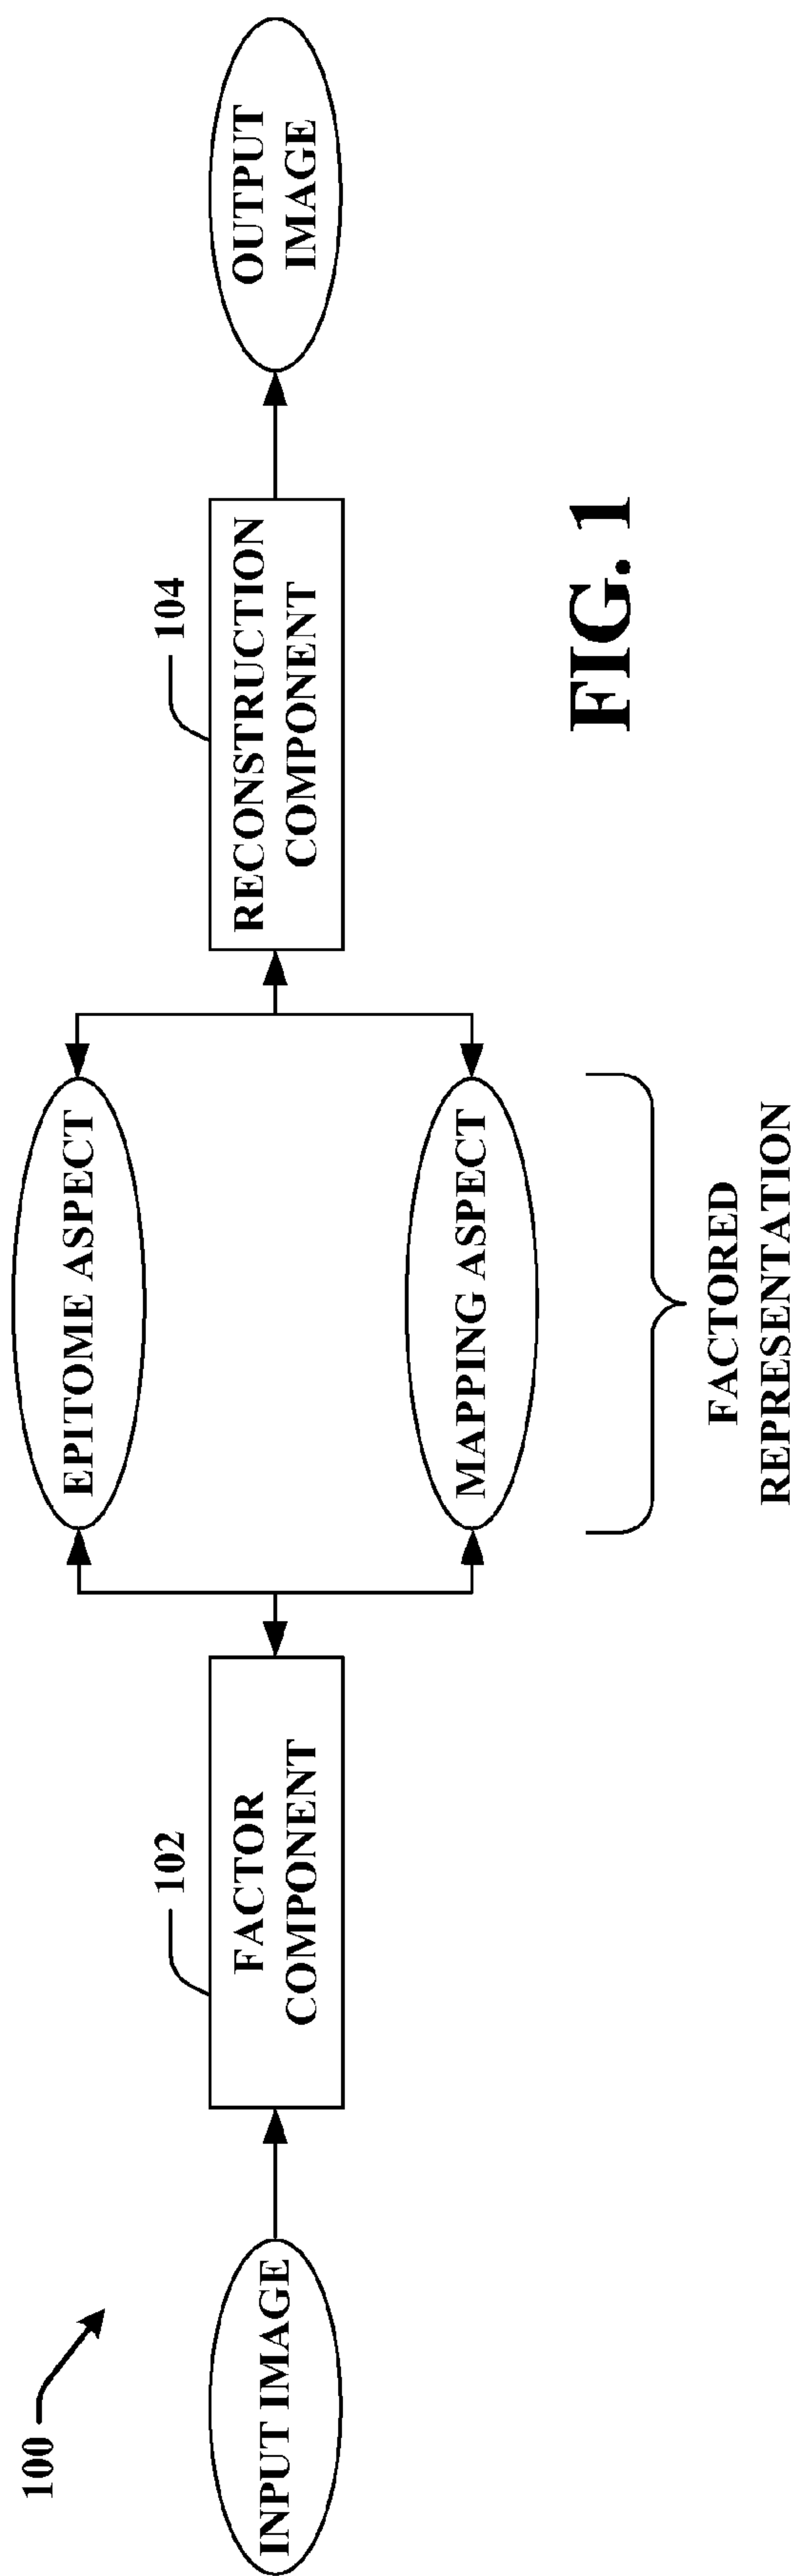 100
INPUT IMAGE
102
FACTOR
COMPONENT
EPITOME ASPECT
MAPPING ASPECT
FACTORED
REPRESENTATION
104
RECONSTRUCTION
COMPONENT
OUTPUT
IMAGE
FIG. 1